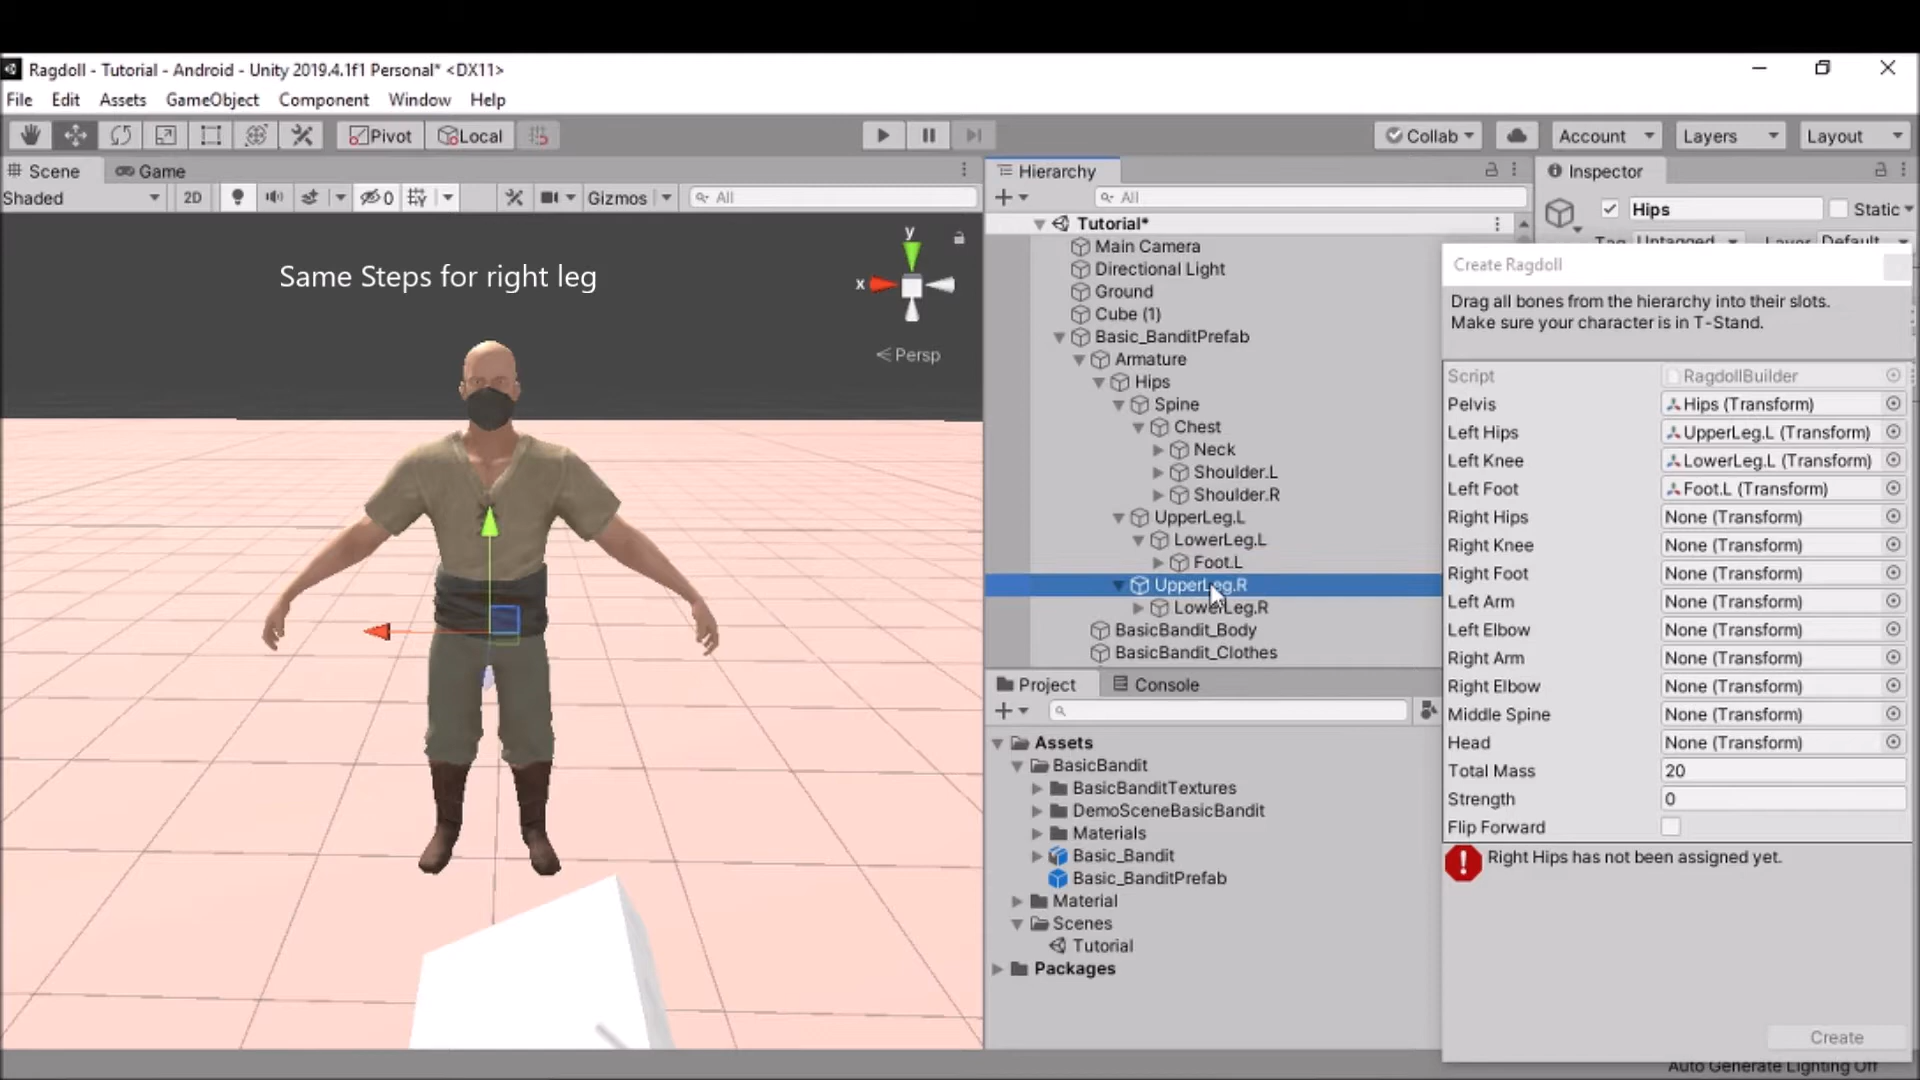 Ragdoll - Tutorial - Android - Unity 2019.4.1f1 Personal* <DX11>
File Edit Assets GameObject Component Window Help
Pivot Local Collab Account Layers Layout
Scene Game
Shaded 2D 0 Gizmos All
Same Steps for right leg
y
x
Persp
Hierarchy
All
Tutorial*
Main Camera
Directional Light
Ground
Cube (1)
Basic_BanditPrefab
Armature
Hips
Spine
Chest
Neck
Shoulder.L
Shoulder.R
UpperLeg.L
LowerLeg.L
Foot.L
UpperLeg.R
LowerLeg.R
BasicBandit_Body
BasicBandit_Clothes
Project Console
Assets
BasicBandit
BasicBanditTextures
DemoSceneBasicBandit
Materials
Basic_Bandit
Basic_BanditPrefab
Material
Scenes
Tutorial
Packages
Inspector
Hips Static
Tag Untagged Layer Default
Create Ragdoll
Drag all bones from the hierarchy into their slots.
Make sure your character is in T-Stand.
Script RagdollBuilder
Pelvis Hips (Transform)
Left Hips UpperLeg.L (Transform)
Left Knee LowerLeg.L (Transform)
Left Foot Foot.L (Transform)
Right Hips None (Transform)
Right Knee None (Transform)
Right Foot None (Transform)
Left Arm None (Transform)
Left Elbow None (Transform)
Right Arm None (Transform)
Right Elbow None (Transform)
Middle Spine None (Transform)
Head None (Transform)
Total Mass 20
Strength 0
Flip Forward
Right Hips has not been assigned yet.
Create
Auto Generate Lighting Off